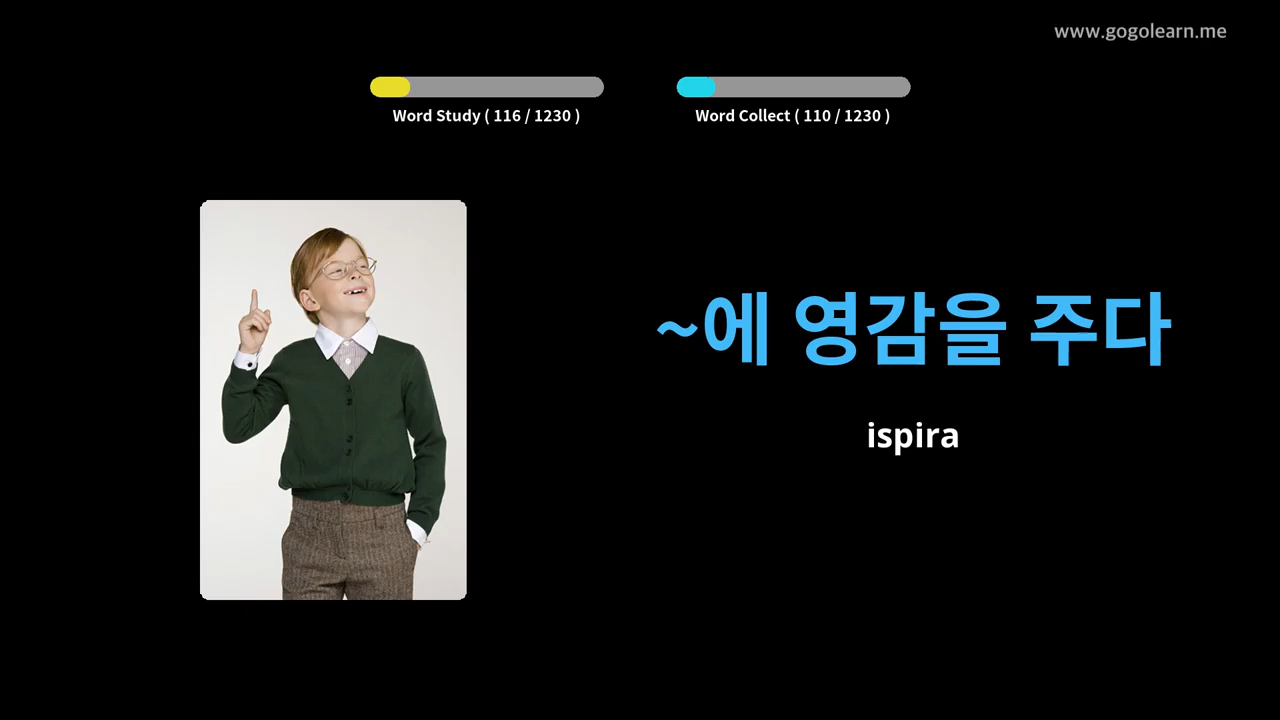 www.gogolearn.me
Word Study ( 116 / 1230 )
Word Collect ( 110 / 1230 )
~에 영감을 주다
ispira